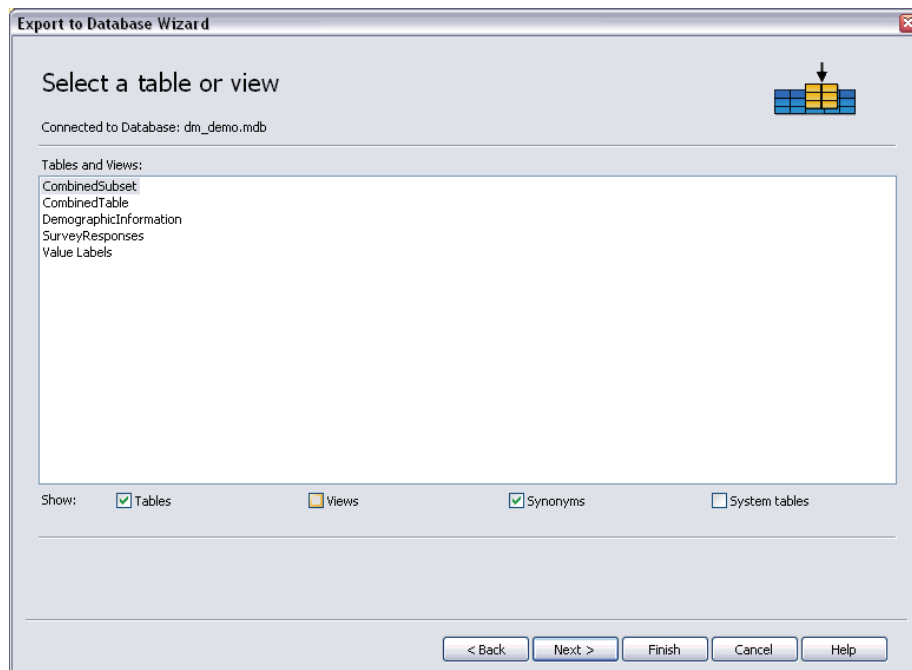 Export to Database Wizard
Select a table or view
Connected to Database: dm_demo.mdb
Tables and Views:
CombinedSubset
CombinedTable
DemographicInformation
SurveyResponses
Value Labels
Show: Tables Views Synonyms System tables
< Back Next > Finish Cancel Help